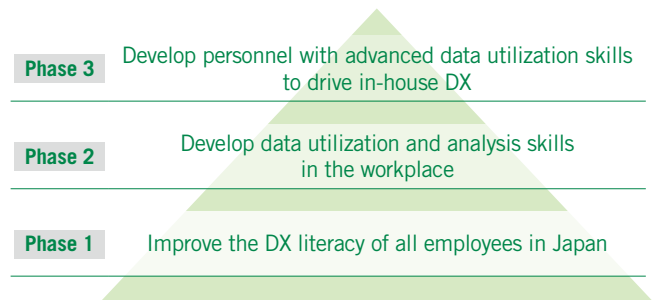 Phase 3
Develop personnel with advanced data utilization skills
to drive in-house DX
Phase 2
Develop data utilization and analysis skills
in the workplace
Phase 1
Improve the DX literacy of all employees in Japan